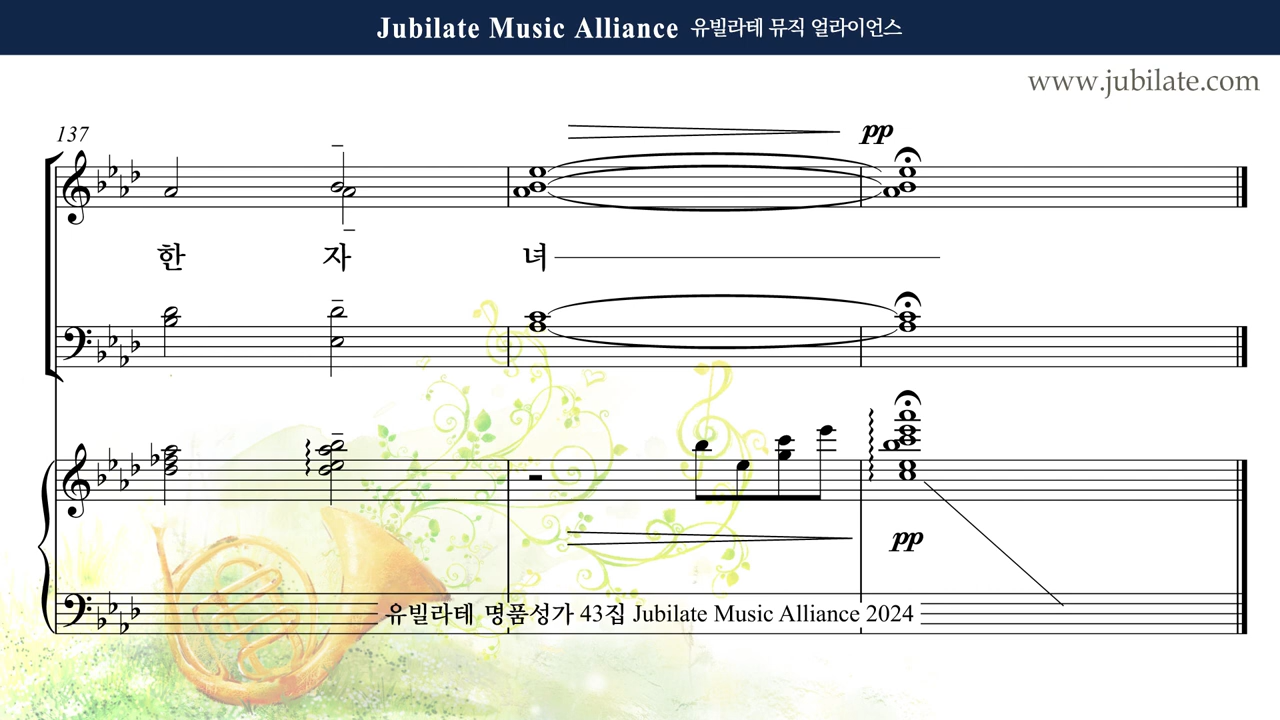 Jubilate Music Alliance 유빌라테 뮤직 얼라이언스
www.jubilate.com
137
pp
한 자 녀
pp
유빌라테 명품성가 43집 Jubilate Music Alliance 2024